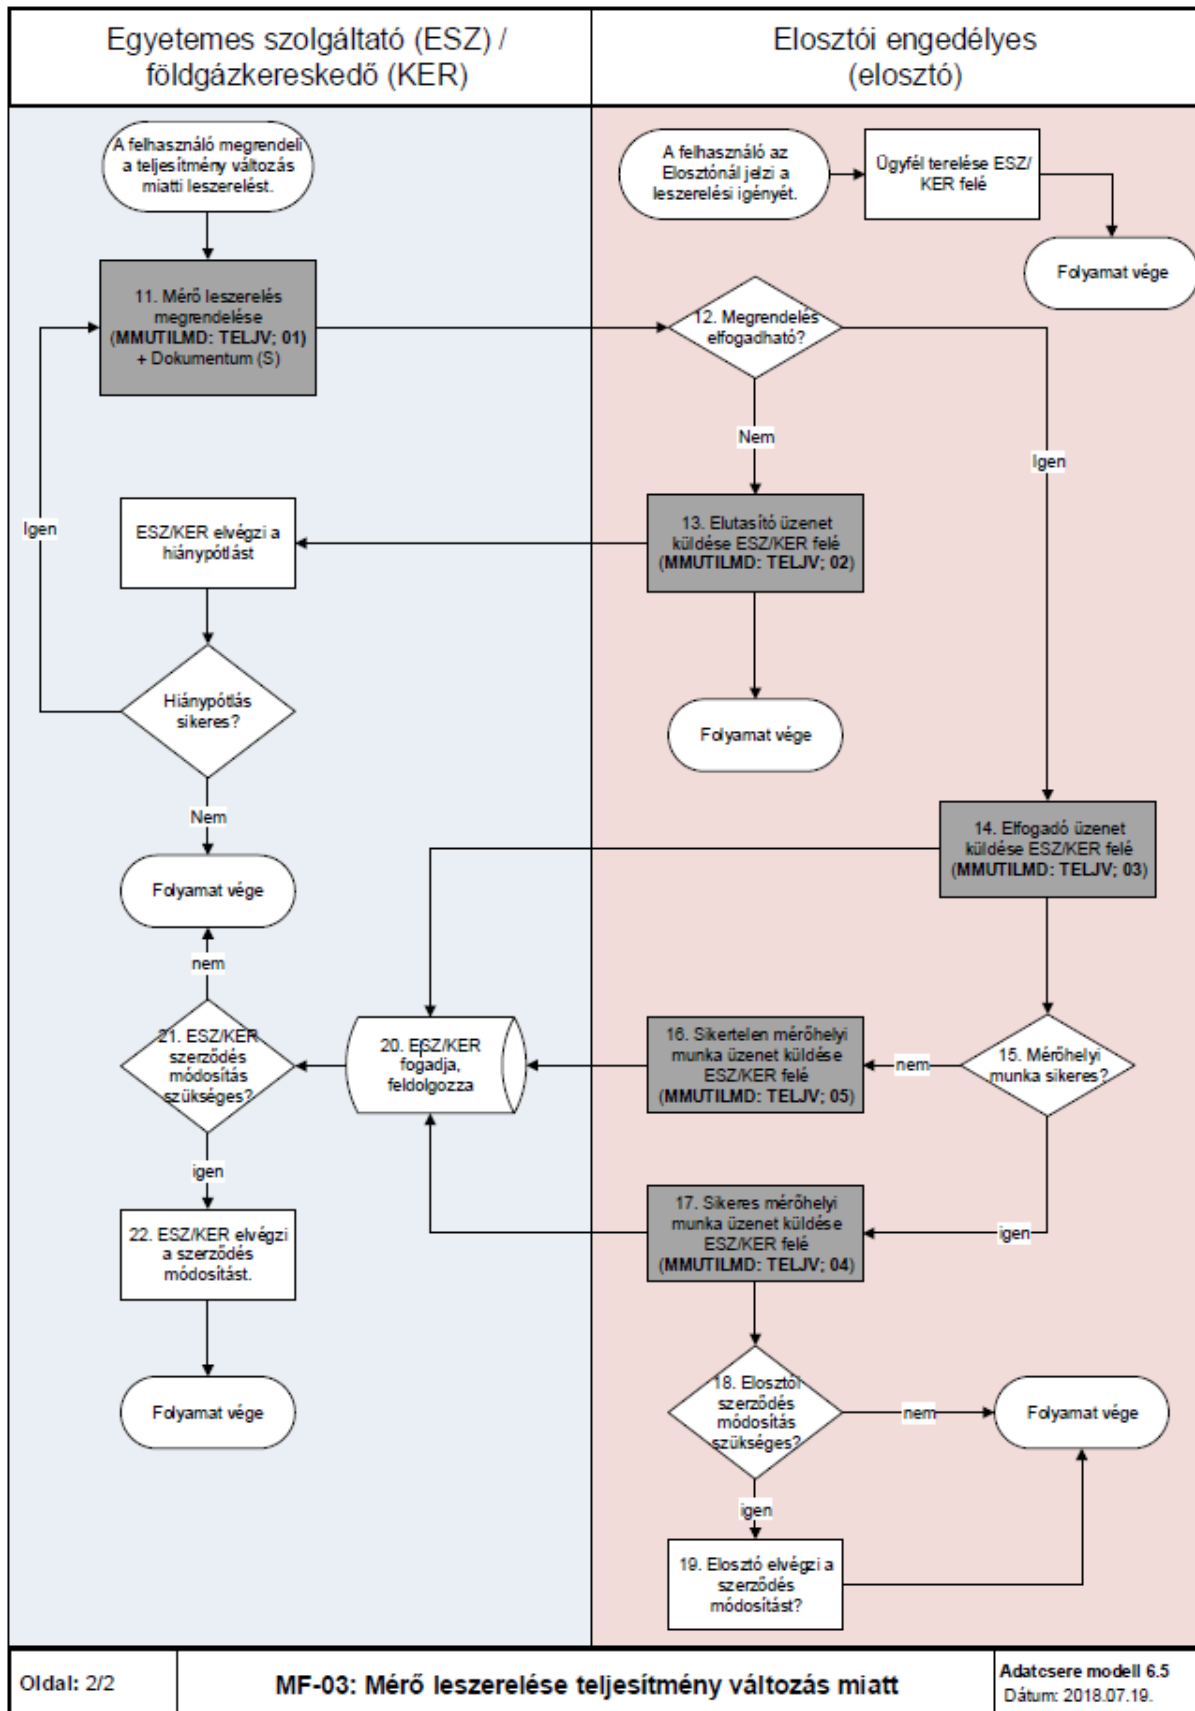 Egyetemes szolgáltató (ESZ) /
földgázkereskedő (KER)
Elosztói engedélyes
(elosztó)
A felhasználó megrendeli
a teljesítmény változás
miatti leszerelést.
A felhasználó az
Elosztónál jelzi a
leszerelési igényét.
Ügyfél terelése ESZ/
KER felé
Folyamat vége
11. Mérő leszerelés
megrendelése
(MMUTILMD: TELJV; 01)
+ Dokumentum (S)
12. Megrendelés
elfogadható?
Nem
Igen
Igen
ESZ/KER elvégzi a
hiánypótlást
13. Elutasító üzenet
küldése ESZ/KER felé
(MMUTILMD: TELJV; 02)
Hiánypótlás
sikeres?
Folyamat vége
Nem
14. Elfogadó üzenet
küldése ESZ/KER felé
(MMUTILMD: TELJV; 03)
Folyamat vége
nem
21. ESZ/KER
szerződés
módosítás
szükséges?
20. ESZ/KER
fogadja,
feldolgozza
16. Sikertelen mérőhelyi
munka üzenet küldése
ESZ/KER felé
(MMUTILMD: TELJV; 05)
nem
15. Mérőhelyi
munka sikeres?
igen
22. ESZ/KER elvégzi
a szerződés
módosítást.
17. Sikeres mérőhelyi
munka üzenet küldése
ESZ/KER felé
(MMUTILMD: TELJV; 04)
igen
Folyamat vége
18. Elosztói
szerződés
módosítás
szükséges?
nem
Folyamat vége
igen
19. Elosztó elvégzi a
szerződés
módosítást?
Oldal: 2/2
MF-03: Mérő leszerelése teljesítmény változás miatt
Adatcsere modell 6.5
Dátum: 2018.07.19.